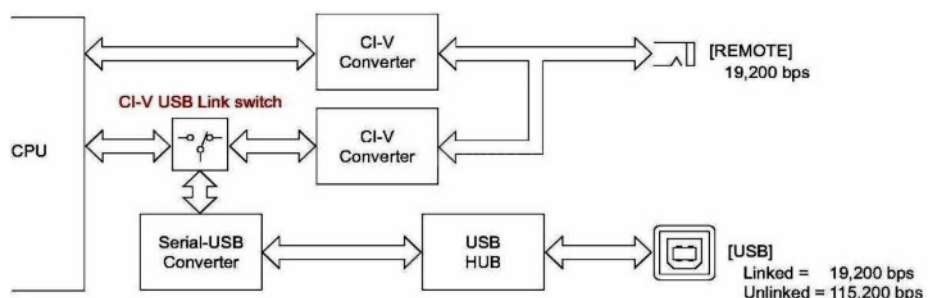 CI-V
Converter
[REMOTE]
19,200 bps
CI-V USB Link switch
CPU
CI-V
Converter
Serial-USB
Converter
USB
HUB
[USB]
Linked = 19,200 bps
Unlinked = 115,200 bps